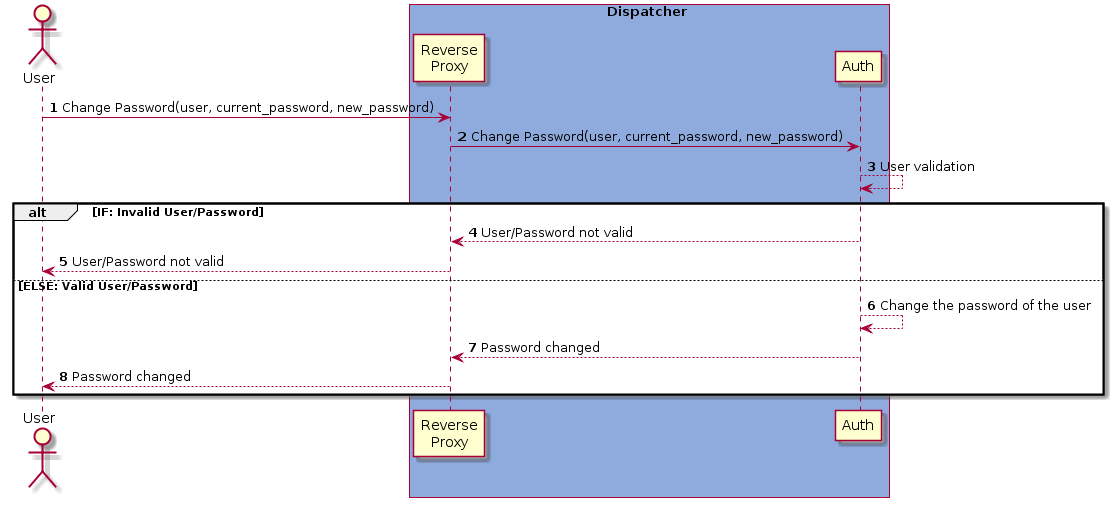 Dispatcher
User
Reverse
Proxy
Auth
1 Change Password(user, current_password, new_password)
2 Change Password(user, current_password, new_password)
3 User validation
alt [IF: Invalid User/Password]
4 User/Password not valid
5 User/Password not valid
[ELSE: Valid User/Password]
6 Change the password of the user
7 Password changed
8 Password changed
User
Reverse
Proxy
Auth